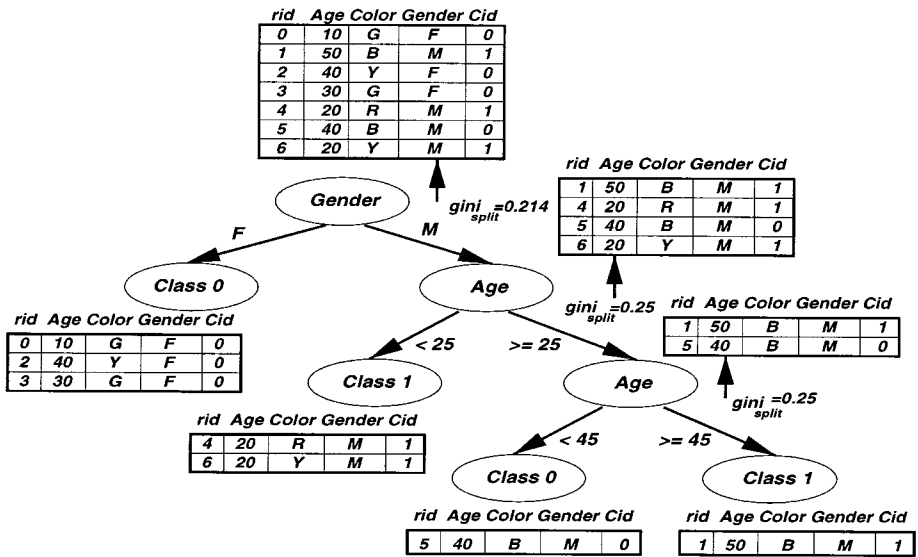 rid Age Color Gender Cid
0 10 G F 0
1 50 B M 1
2 40 Y F 0
3 30 G F 0
4 20 R M 1
5 40 B M 0
6 20 Y M 1
Gender
gini split=0.214
rid Age Color Gender Cid
1 50 B M 1
4 20 R M 1
5 40 B M 0
6 20 Y M 1
F
M
Class 0
Age
gini split=0.25
rid Age Color Gender Cid
0 10 G F 0
2 40 Y F 0
3 30 G F 0
rid Age Color Gender Cid
1 50 B M 1
5 40 B M 0
< 25
>= 25
Class 1
Age
gini split=0.25
rid Age Color Gender Cid
4 20 R M 1
6 20 Y M 1
< 45
>= 45
Class 0
Class 1
rid Age Color Gender Cid
5 40 B M 0
rid Age Color Gender Cid
1 50 B M 1